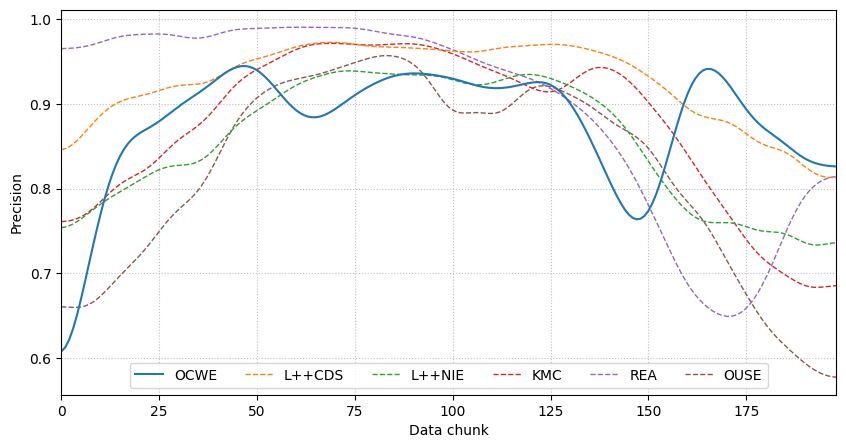 1.0
0.9
0.8
0.7
0.6
Precision
OCWE L++CDS L++NIE KMC REA OUSE
0 25 50 75 100 125 150 175
Data chunk